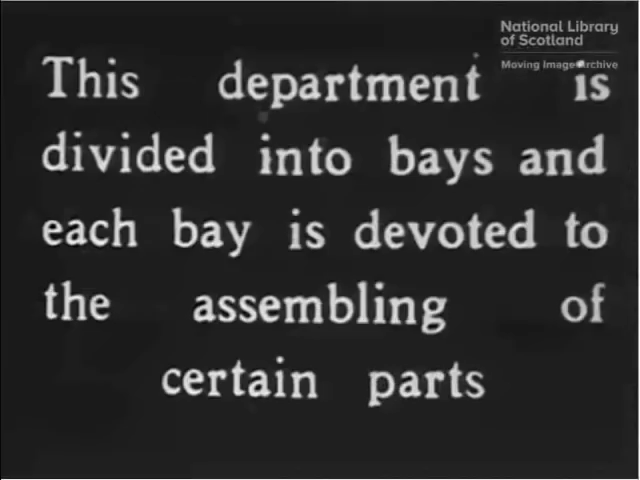 National Library
of Scotland
Moving Image Archive
This department is
divided into bays and
each bay is devoted to
the assembling of
certain parts